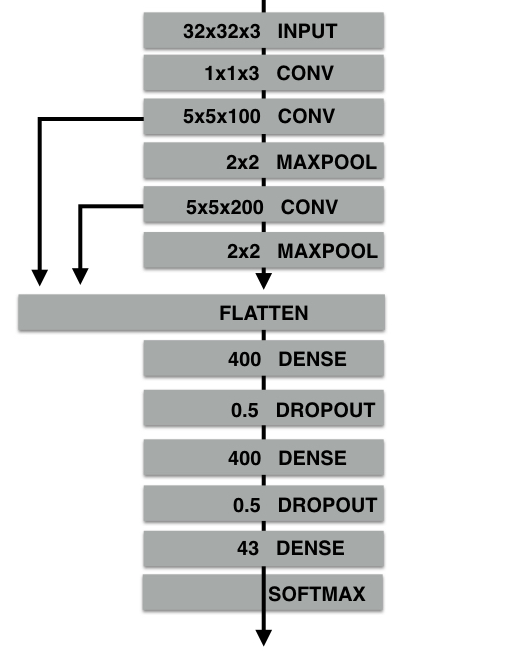 32x32x3 INPUT
1x1x3 CONV
5x5x100 CONV
2x2 MAXPOOL
5x5x200 CONV
2x2 MAXPOOL
FLATTEN
400 DENSE
0.5 DROPOUT
400 DENSE
0.5 DROPOUT
43 DENSE
SOFTMAX